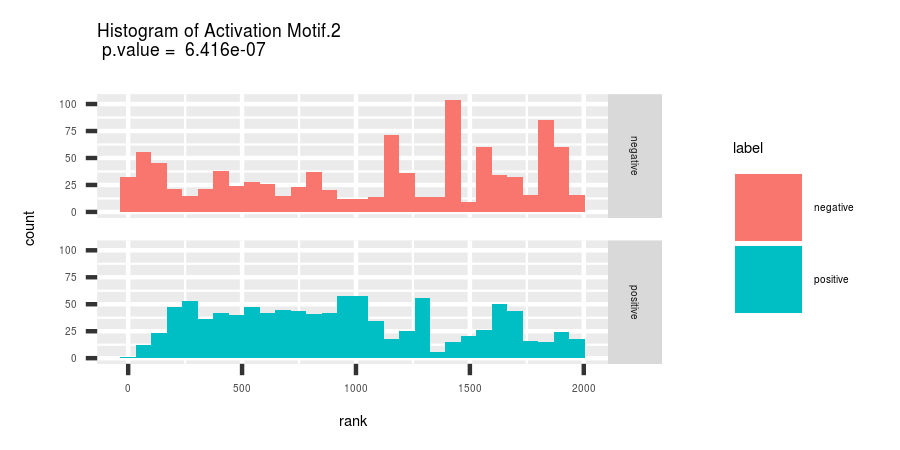 Histogram of Activation Motif.2
p.value = 6.416e-07
count
100
75
50
25
0
negative
100
75
50
25
0
positive
0 500 1000 1500 2000
rank
label
negative
positive